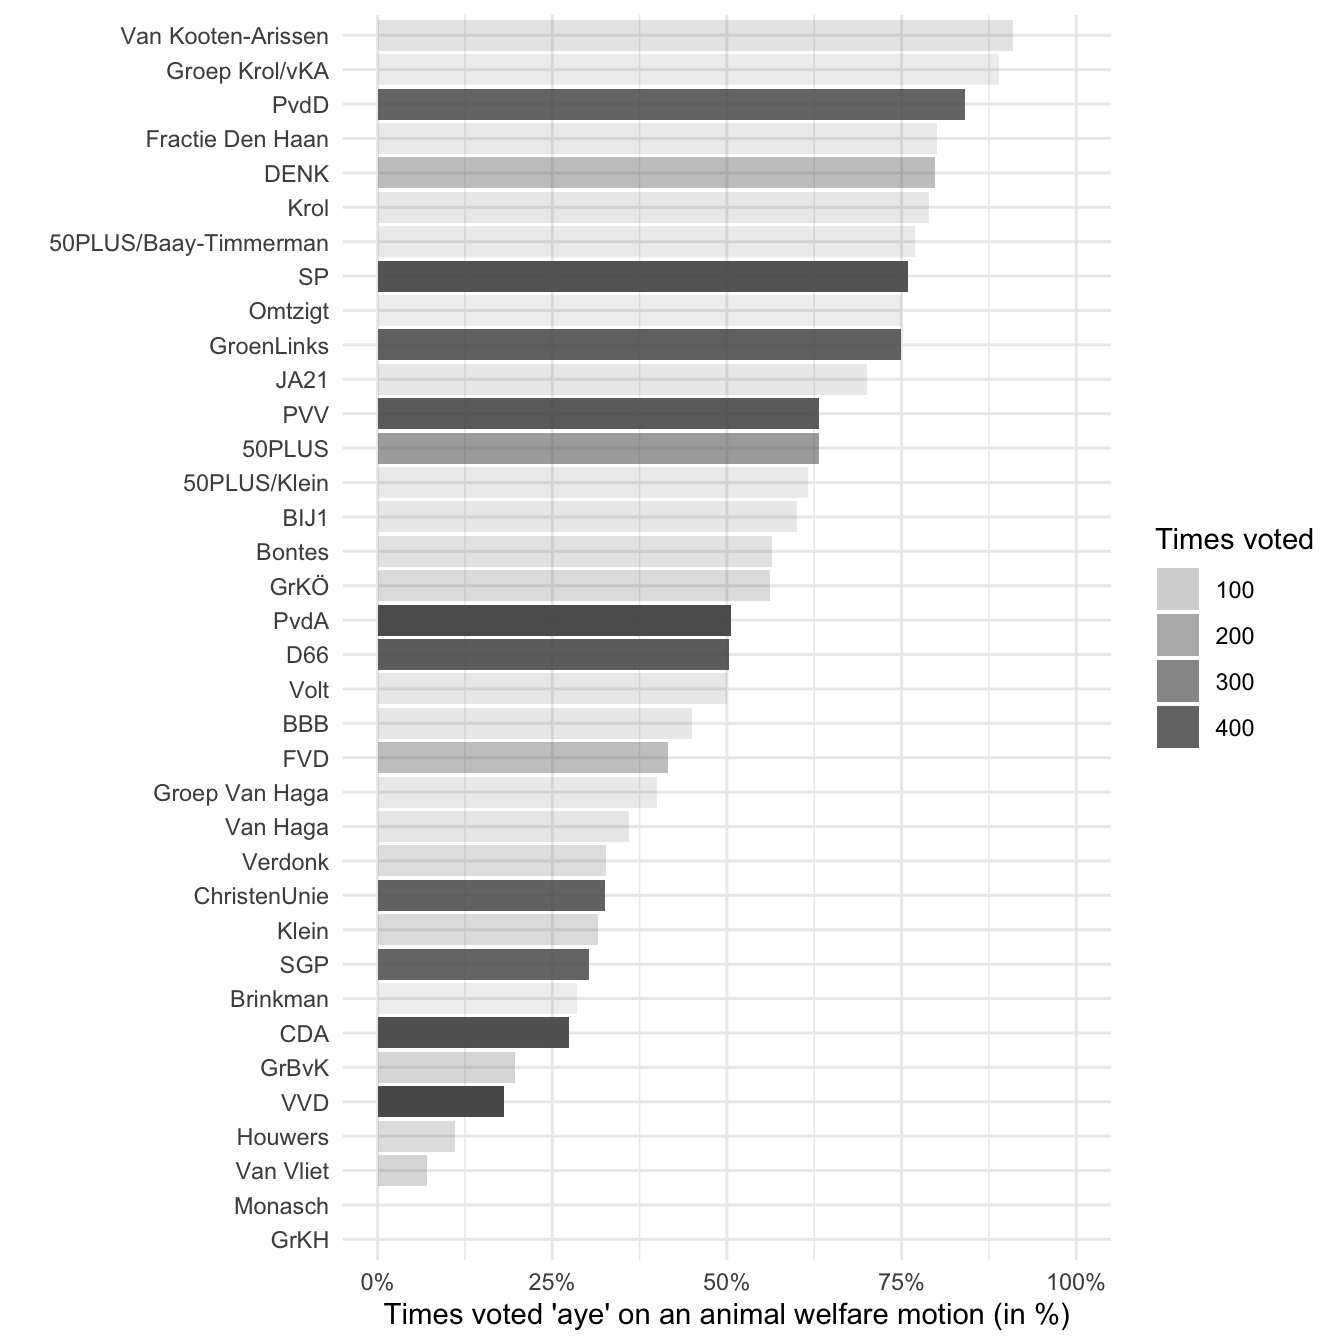 Van Kooten-Arissen
Groep Krol/vKA
PvdD
Fractie Den Haan
DENK
Krol
50PLUS/Baay-Timmerman
SP
Omtzigt
GroenLinks
JA21
PVV
50PLUS
50PLUS/Klein
BIJ1
Bontes
GrKÖ
PvdA
D66
Volt
BBB
FVD
Groep Van Haga
Van Haga
Verdonk
ChristenUnie
Klein
SGP
Brinkman
CDA
GrBvK
VVD
Houwers
Van Vliet
Monasch
GrKH
0% 25% 50% 75% 100%
Times voted 'aye' on an animal welfare motion (in %)
Times voted
100
200
300
400